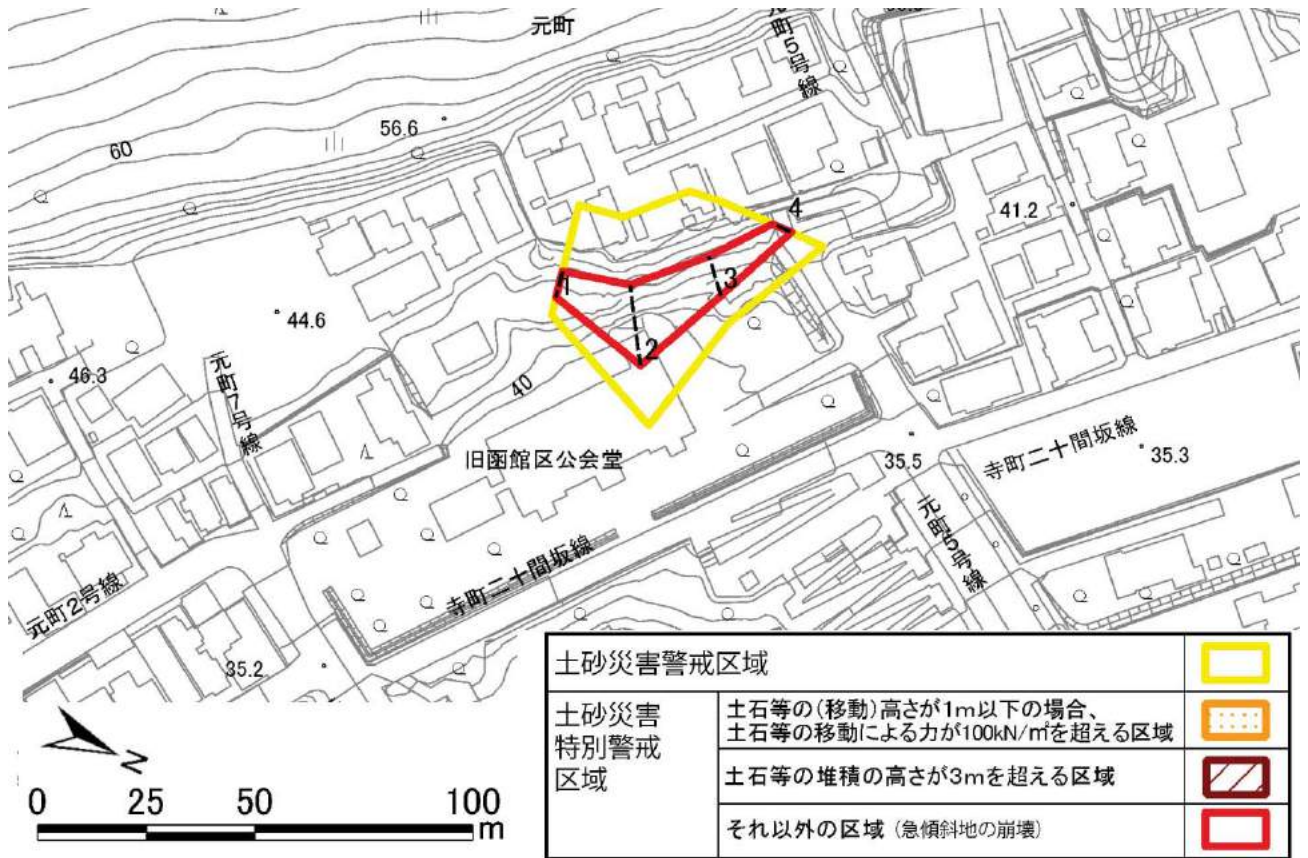 元町
元町5号線
56.6
60
41.2
4
1
3
2
44.6
46.3
元町7号線
40
旧函館区公会堂
35.5
寺町二十間坂線
35.3
元町5号線
寺町二十間坂線
元町2号線
35.2
N
0 25 50 100
m
土砂災害警戒区域
土砂災害
特別警戒
区域
土石等の(移動)高さが1m以下の場合、
土石等の移動による力が100kN/㎡を超える区域
土石等の堆積の高さが3mを超える区域
それ以外の区域 (急傾斜地の崩壊)